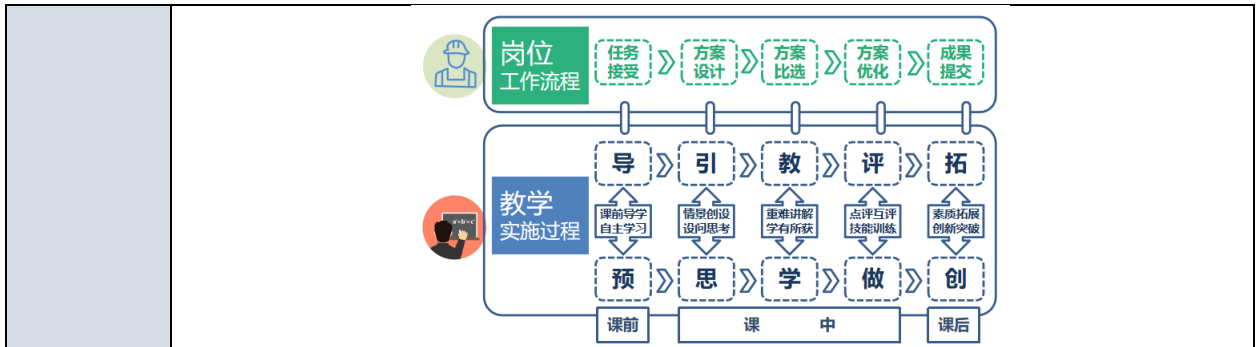 岗位
工作流程
任务
接受
方案
设计
方案
比选
方案
优化
成果
提交
教学
实施过程
导
引
教
评
拓
课前导学
自主学习
情景创设
设问思考
重难讲解
学有所获
点评互评
技能训练
素质拓展
创新突破
预
思
学
做
创
课前
课 中
课后